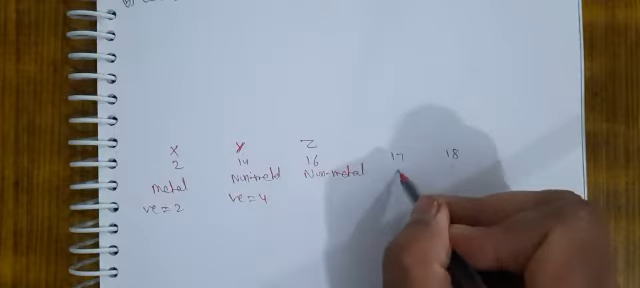 X Y Z
2 14 16 17 18
metal Non-metal Non-metal
ve = 2 ve = 4